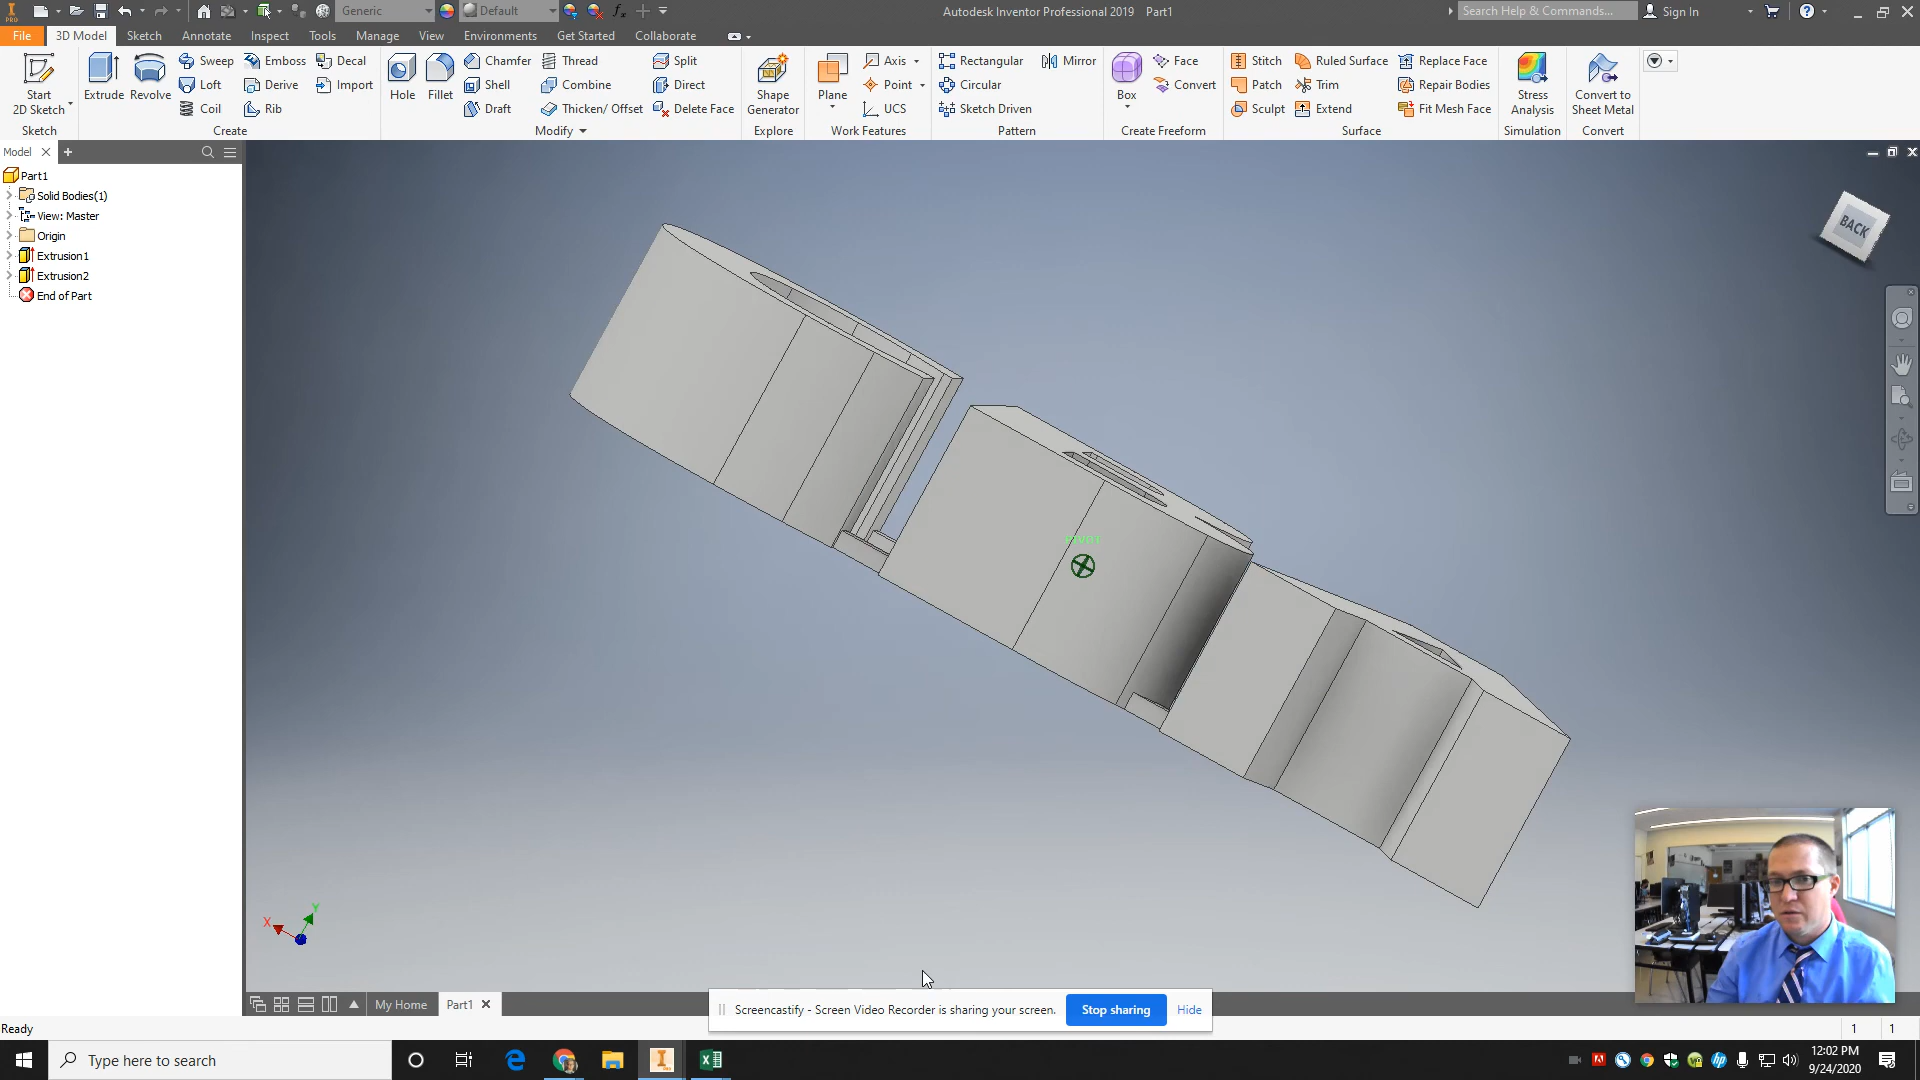 Generic
Default
Autodesk Inventor Professional 2019 Part1
Search Help & Commands...
Sign In
PRO
File
3D Model
Sketch
Annotate
Inspect
Tools
Manage
View
Environments
Get Started
Collaborate
Start
2D Sketch
Extrude
Revolve
Sweep
Loft
Coil
Emboss
Derive
Rib
Decal
Import
Hole
Fillet
Chamfer
Shell
Draft
Thread
Combine
Thicken/ Offset
Split
Direct
Delete Face
Shape
Generator
Plane
Axis
Point
UCS
Rectangular
Circular
Sketch Driven
Mirror
Box
Face
Convert
Stitch
Patch
Sculpt
Ruled Surface
Trim
Extend
Replace Face
Repair Bodies
Fit Mesh Face
Stress
Analysis
Convert to
Sheet Metal
Sketch
Create
Modify
Explore
Work Features
Pattern
Create Freeform
Surface
Simulation
Convert
Model
Part1
Solid Bodies(1)
View: Master
Origin
Extrusion1
Extrusion2
End of Part
BACK
PIVOT
X
Y
My Home
Part1
Screencastify - Screen Video Recorder is sharing your screen.
Stop sharing
Hide
Ready
1
1
Type here to search
12:02 PM
9/24/2020